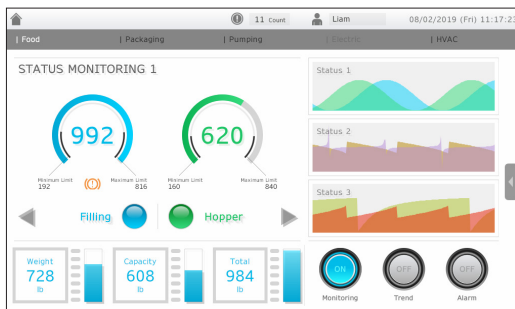 11 Count
Liam
08/02/2019 (Fri) 11:17:23
| Food
| Packaging
| Pumping
| Electric
| HVAC
STATUS MONITORING 1
992
620
Minimum Limit
192
Maximum Limit
816
Minimum Limit
160
Maximum Limit
840
Filling
Hopper
Weight
728
lb
Capacity
608
lb
Total
984
lb
Status 1
Status 2
Status 3
ON
OFF
OFF
Monitoring
Trend
Alarm